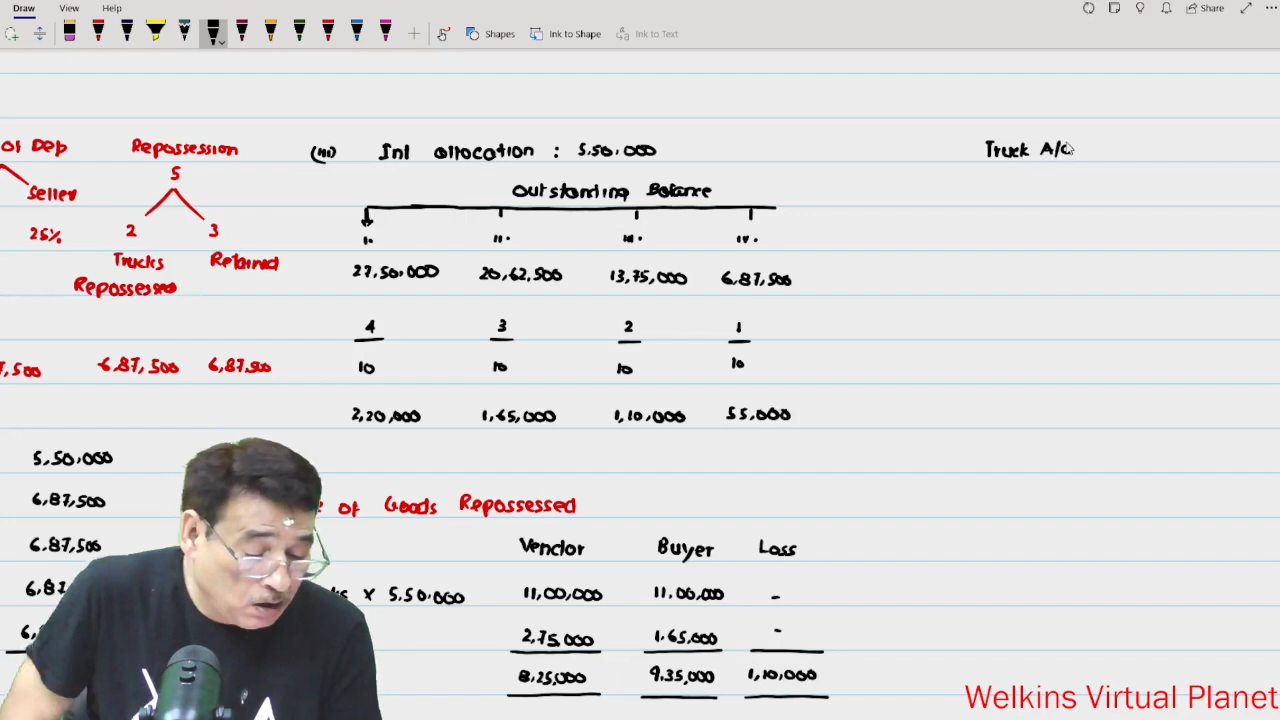 Draw View Help Share
Shapes Ink to Shape Ink to Text
of Dep Repossession (iii) Int allocation : 5,50,000 Truck A/c
Seller 5 Outstanding Balance
25% 2 3 I. II. III. IV.
Trucks Retained 27,50,000 20,62,500 13,75,000 6,87,500
Repossessed
4 3 2 1
7,500 6,87,500 6,87,500 10 10 10 10
2,20,000 1,65,000 1,10,000 55,000
5,50,000
6,87,500 of Goods Repossessed
6,87,500 Vendor Buyer Loss
6,87 x 5,50,000 11,00,000 11,00,000 -
6, 2,75,000 1,65,000 -
8,25,000 9,35,000 1,10,000
Welkins Virtual Planet